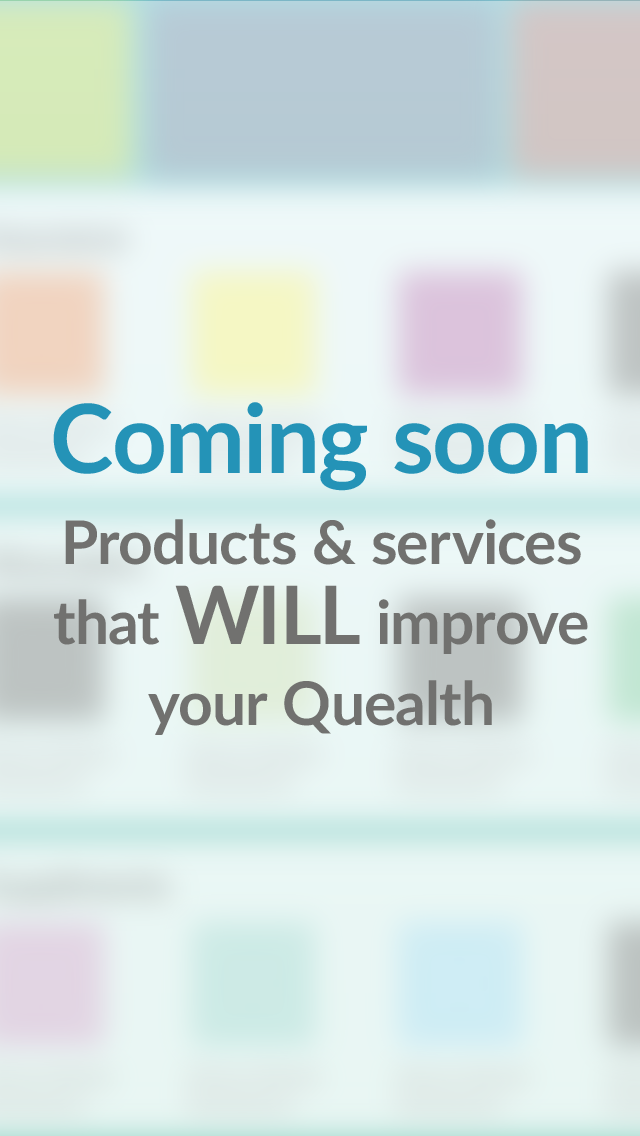 Coming soon
Products & services
that WILL improve
your Quealth